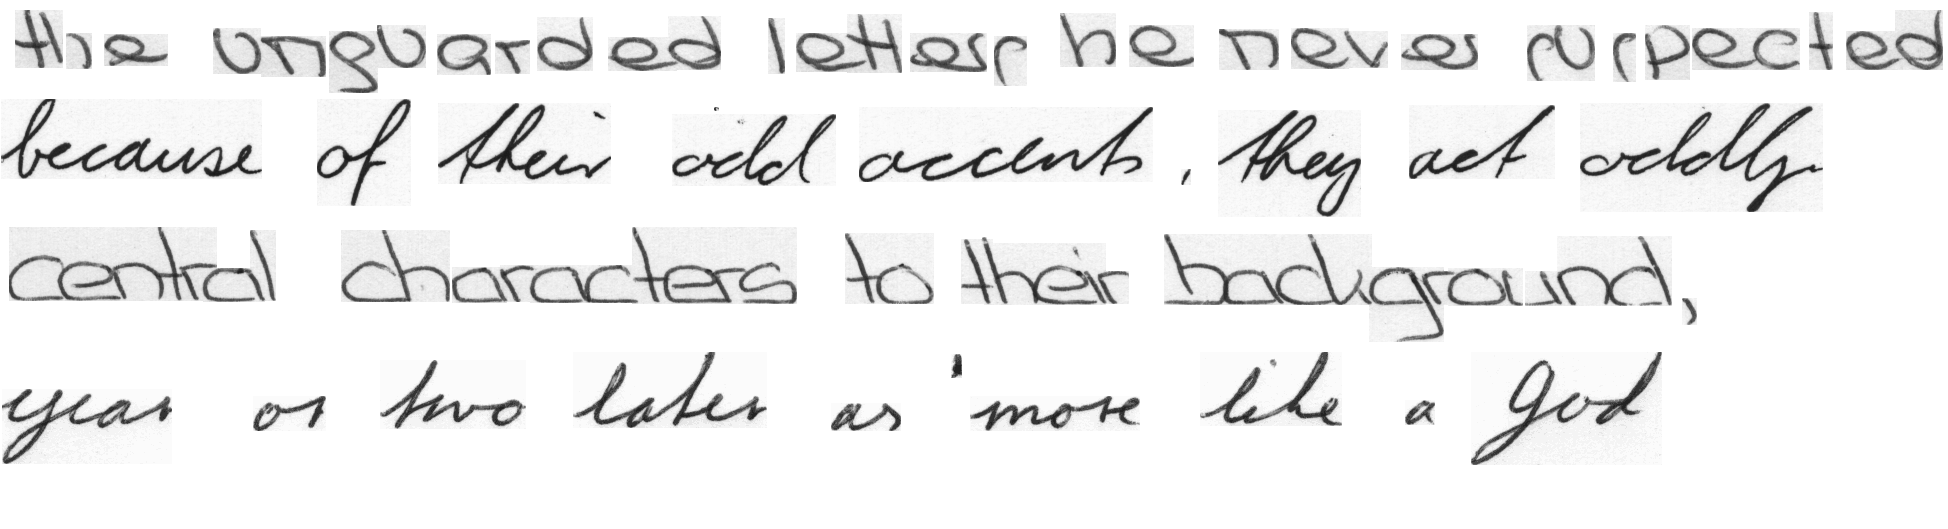 the unguarded letters he never suspected
because of their odd accents, they act oddly
central characters to their background,
year or two later as 'more like a God